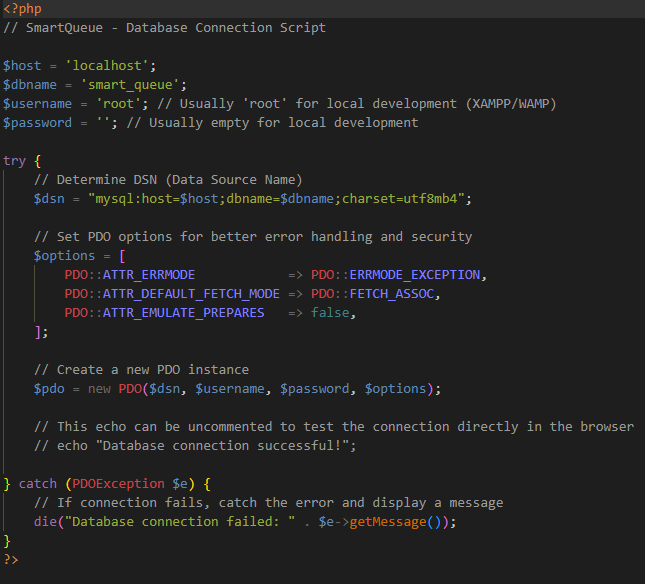 <?php
// SmartQueue - Database Connection Script
$host = 'localhost';
$dbname = 'smart_queue';
$username = 'root'; // Usually 'root' for local development (XAMPP/WAMP)
$password = ''; // Usually empty for local development
try {
    // Determine DSN (Data Source Name)
    $dsn = "mysql:host=$host;dbname=$dbname;charset=utf8mb4";
    // Set PDO options for better error handling and security
    $options = [
        PDO::ATTR_ERRMODE            => PDO::ERRMODE_EXCEPTION,
        PDO::ATTR_DEFAULT_FETCH_MODE => PDO::FETCH_ASSOC,
        PDO::ATTR_EMULATE_PREPARES   => false,
    ];
    // Create a new PDO instance
    $pdo = new PDO($dsn, $username, $password, $options);
    // This echo can be uncommented to test the connection directly in the browser
    // echo "Database connection successful!";
} catch (PDOException $e) {
    // If connection fails, catch the error and display a message
    die("Database connection failed: " . $e->getMessage());
}
?>